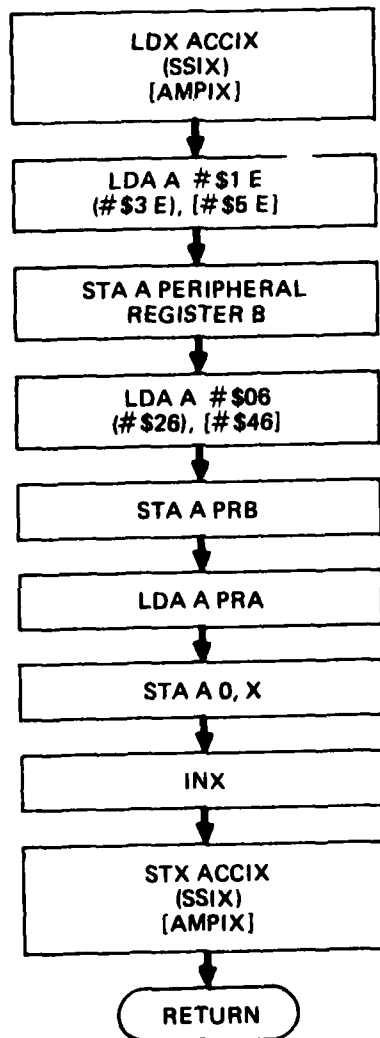 LDX ACCIX
(SSIX)
[AMPIX]
LDA A #$1 E
(#$3 E), [#$5 E]
STA A PERIPHERAL
REGISTER B
LDA A #$06
(#$26), [#$46]
STA A PRB
LDA A PRA
STA A 0, X
INX
STX ACCIX
(SSIX)
[AMPIX]
RETURN